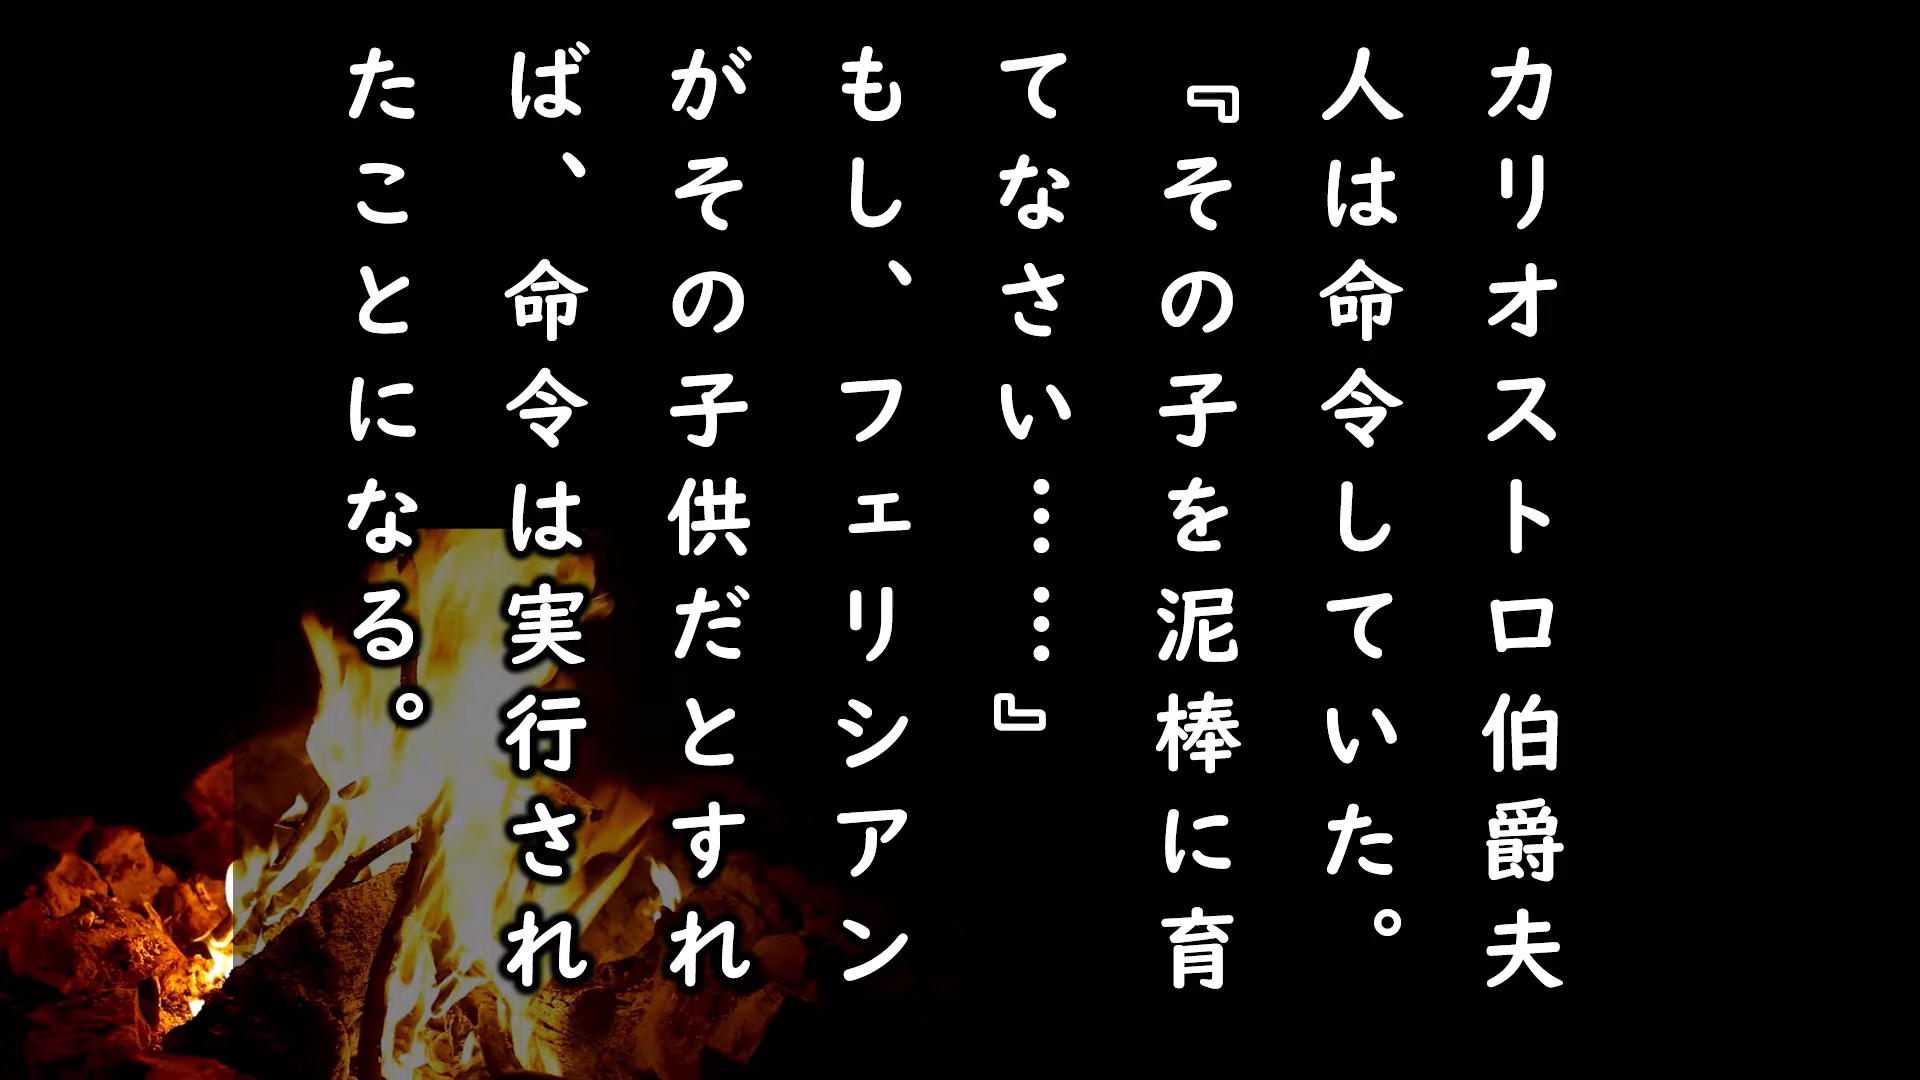 カリオストロ伯爵夫
人は命令していた。
『その子を泥棒に育
てなさい……』
もし、フェリシアン
がその子供だとすれ
ば、命令は実行され
たことになる。